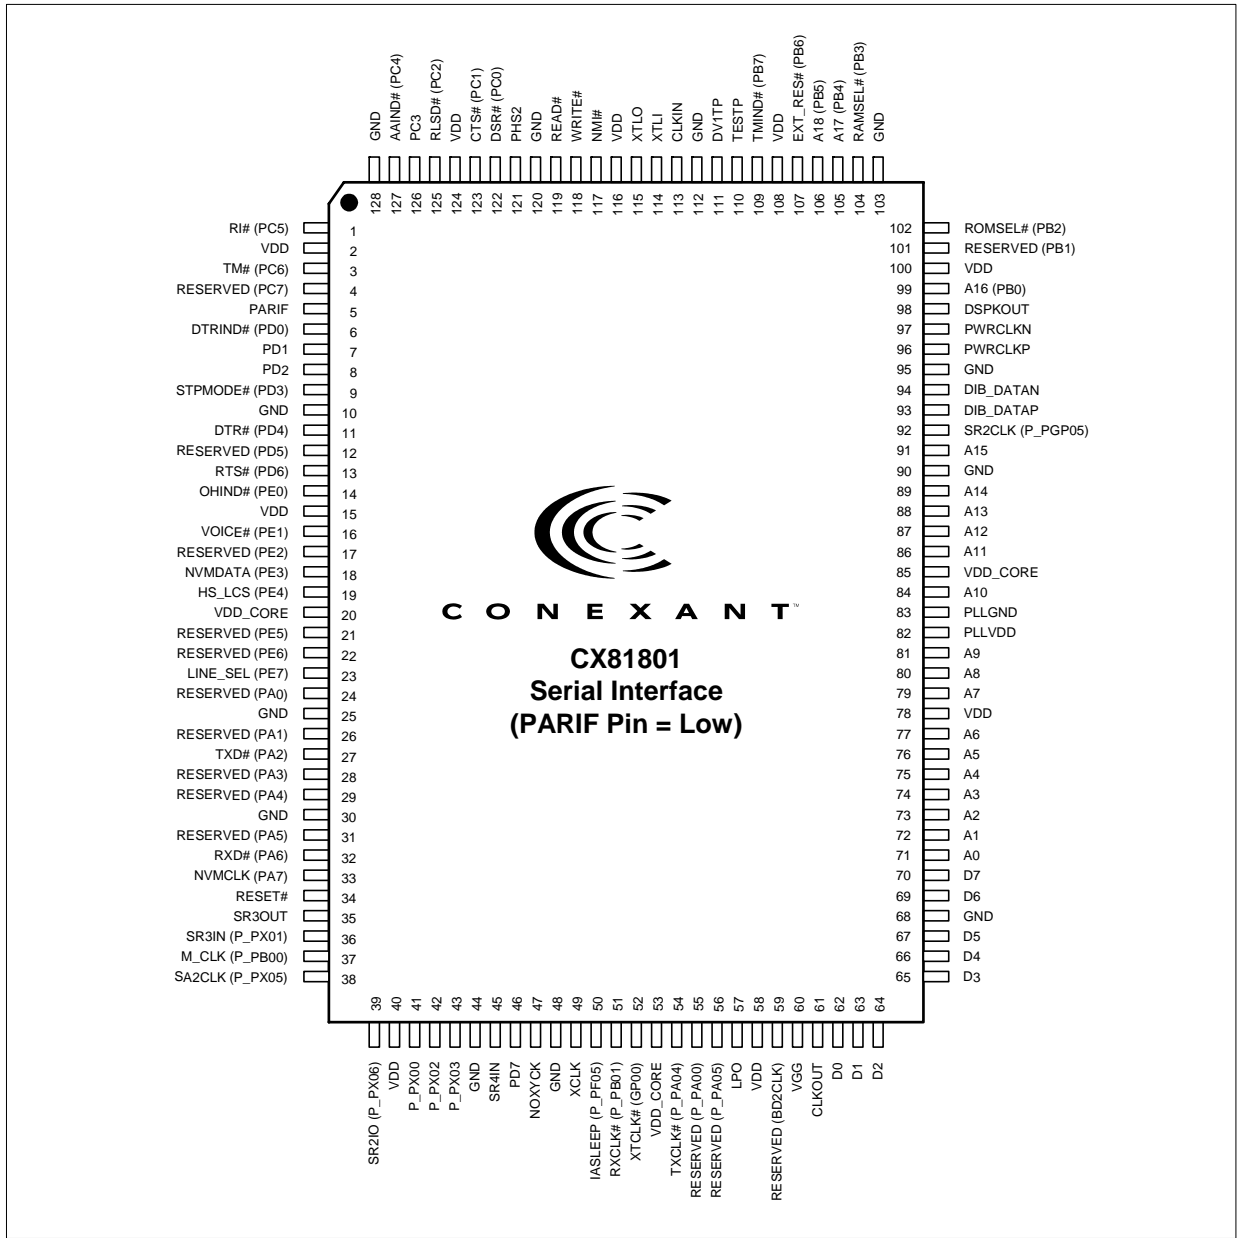 GND
AAIND# (PC4)
PC3
RLSD# (PC2)
VDD
CTS# (PC1)
DSR# (PC0)
PHS2
GND
READ#
WRITE#
NMI#
VDD
XTLO
XTLI
CLKIN
GND
DV1TP
TESTP
TMIND# (PB7)
VDD
EXT_RES# (PB6)
A18 (PB5)
A17 (PB4)
RAMSEL# (PB3)
GND
128
127
126
125
124
123
122
121
120
119
118
117
116
115
114
113
112
111
110
109
108
107
106
105
104
103
RI# (PC5) 1
VDD 2
TM# (PC6) 3
RESERVED (PC7) 4
PARIF 5
DTRIND# (PD0) 6
PD1 7
PD2 8
STPMODE# (PD3) 9
GND 10
DTR# (PD4) 11
RESERVED (PD5) 12
RTS# (PD6) 13
OHIND# (PE0) 14
VDD 15
VOICE# (PE1) 16
RESERVED (PE2) 17
NVMDATA (PE3) 18
HS_LCS (PE4) 19
VDD_CORE 20
RESERVED (PE5) 21
RESERVED (PE6) 22
LINE_SEL (PE7) 23
RESERVED (PA0) 24
GND 25
RESERVED (PA1) 26
TXD# (PA2) 27
RESERVED (PA3) 28
RESERVED (PA4) 29
GND 30
RESERVED (PA5) 31
RXD# (PA6) 32
NVMCLK (PA7) 33
RESET# 34
SR3OUT 35
SR3IN (P_PX01) 36
M_CLK (P_PB00) 37
SA2CLK (P_PX05) 38
CONEXANT™
CX81801
Serial Interface
(PARIF Pin = Low)
102 ROMSEL# (PB2)
101 RESERVED (PB1)
100 VDD
99 A16 (PB0)
98 DSPKOUT
97 PWRCLKN
96 PWRCLKP
95 GND
94 DIB_DATAN
93 DIB_DATAP
92 SR2CLK (P_PGP05)
91 A15
90 GND
89 A14
88 A13
87 A12
86 A11
85 VDD_CORE
84 A10
83 PLLGND
82 PLLVDD
81 A9
80 A8
79 A7
78 VDD
77 A6
76 A5
75 A4
74 A3
73 A2
72 A1
71 A0
70 D7
69 D6
68 GND
67 D5
66 D4
65 D3
39
40
41
42
43
44
45
46
47
48
49
50
51
52
53
54
55
56
57
58
59
60
61
62
63
64
SR2IO (P_PX06)
VDD
P_PX00
P_PX02
P_PX03
GND
SR4IN
PD7
NOXYCK
GND
XCLK
IASLEEP (P_PF05)
RXCLK# (P_PB01)
XTCLK# (GP00)
VDD_CORE
TXCLK# (P_PA04)
RESERVED (P_PA00)
RESERVED (P_PA05)
LPO
VDD
RESERVED (BD2CLK)
VGG
CLKOUT
D0
D1
D2